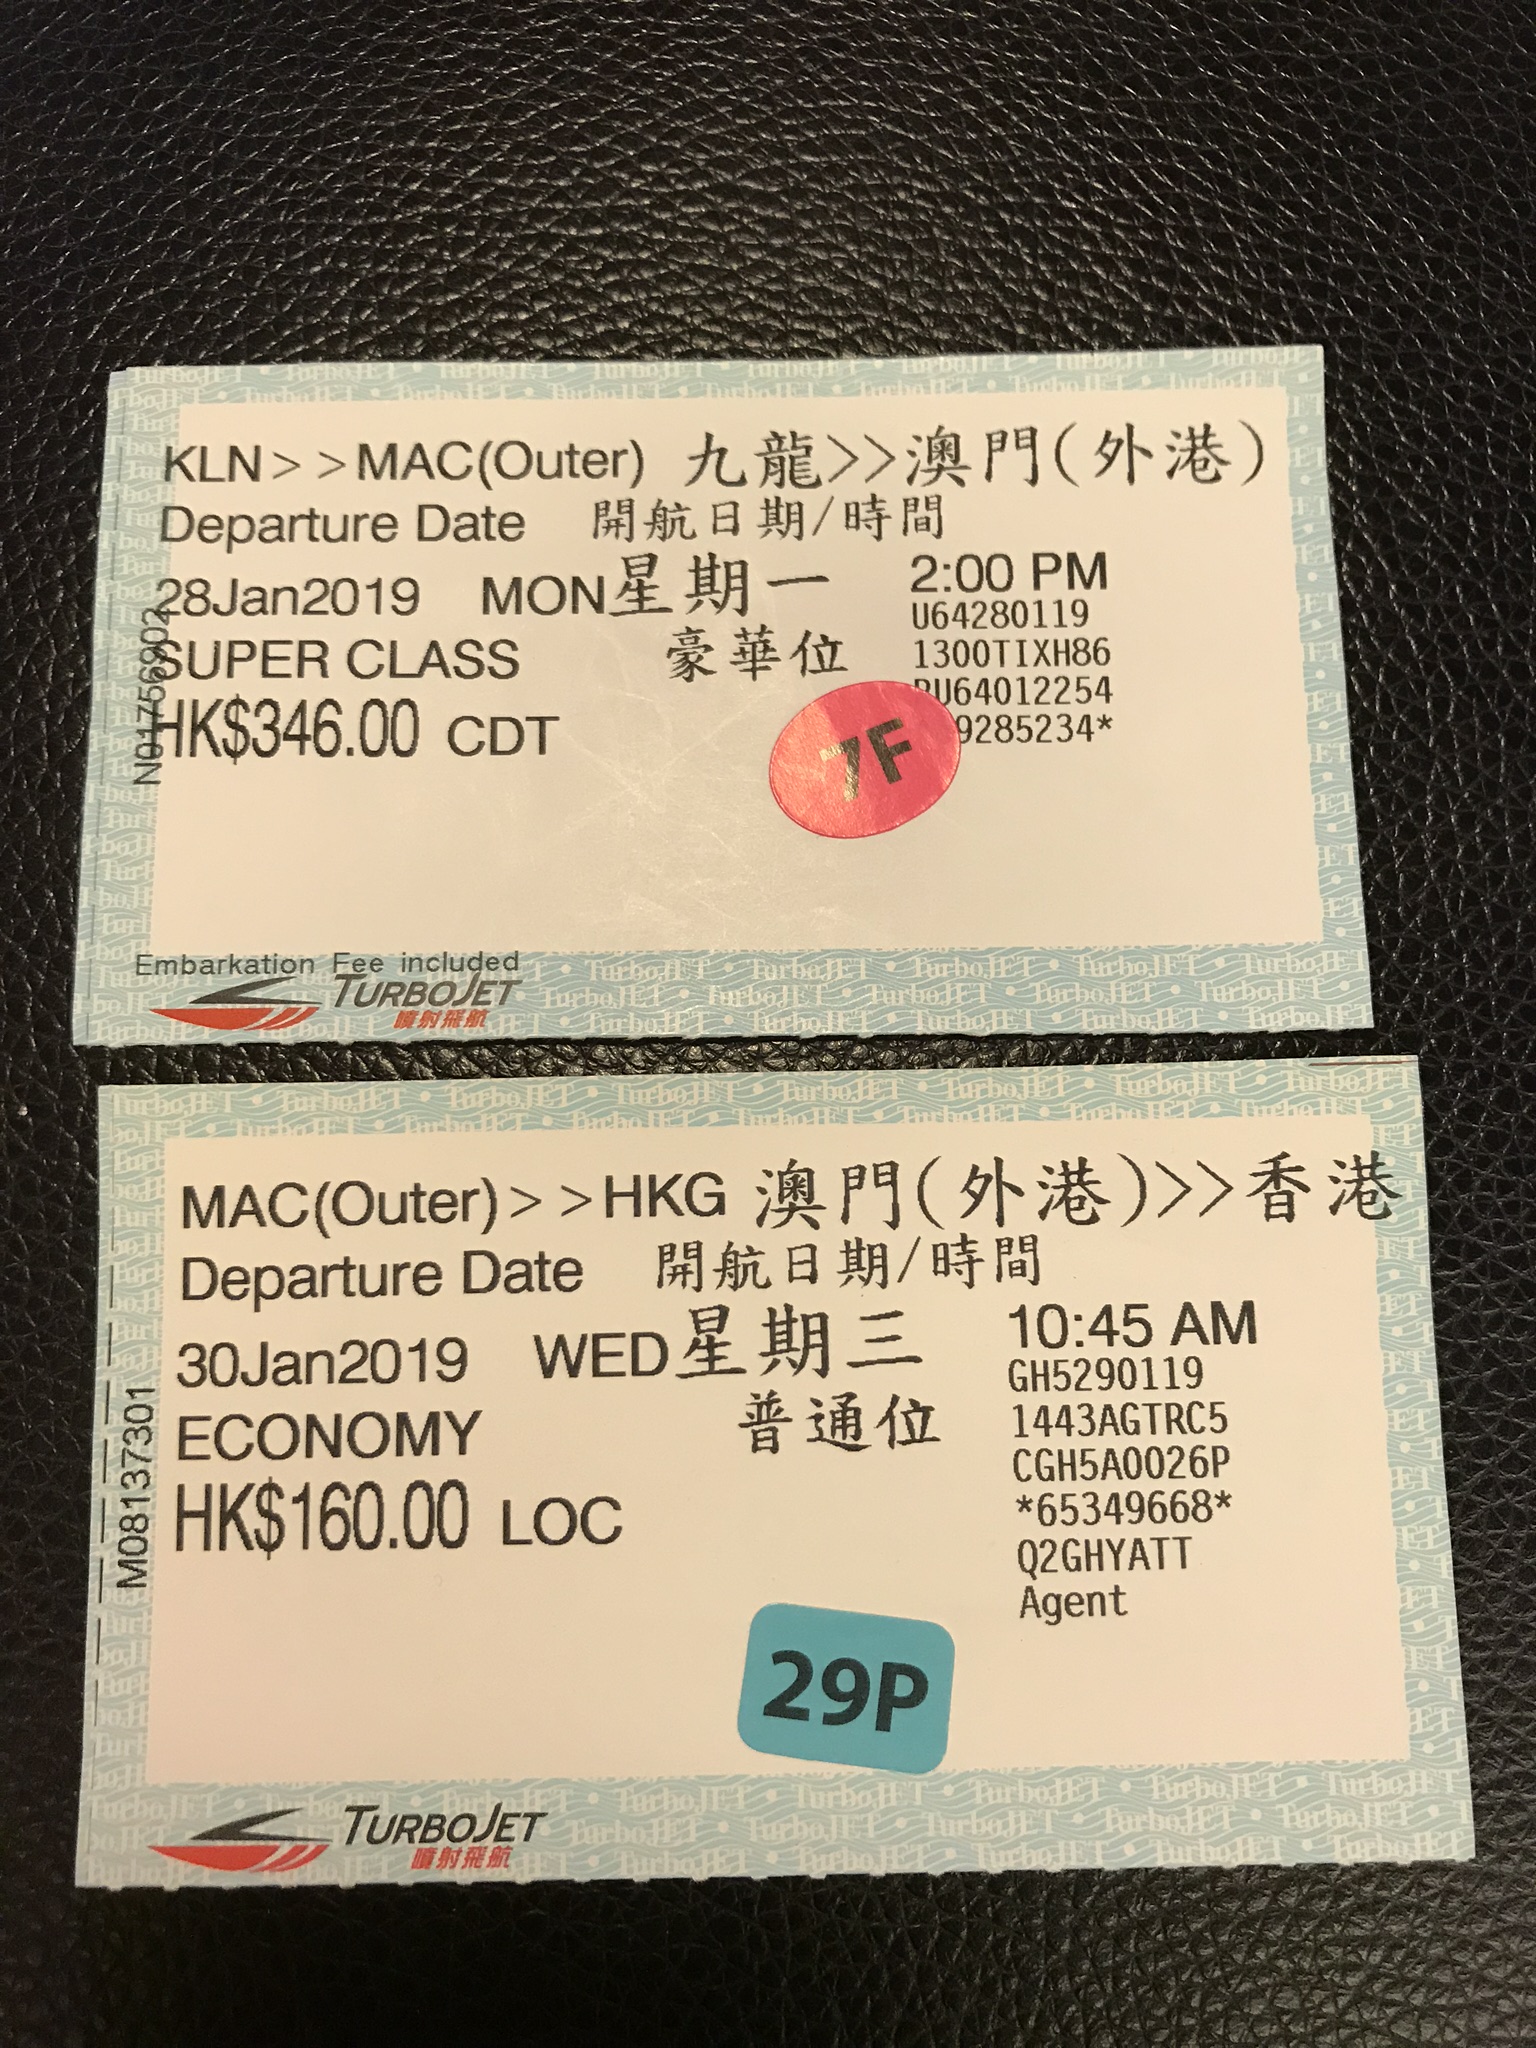 KLN>>MAC(Outer) 九龍>>澳門(外港)
Departure Date 開航日期/時間
28Jan2019 MON星期一 2:00 PM
U64280119
SUPER CLASS 豪華位 1300TIXH86
U64012254
HK$346.00 CDT 9285234*
7F
N01756902
Embarkation Fee included
TURBOJET
噴射飛航
MAC(Outer)>>HKG 澳門(外港)>>香港
Departure Date 開航日期/時間
30Jan2019 WED星期三 10:45 AM
GH5290119
ECONOMY 普通位 1443AGTRC5
CGH5A0026P
HK$160.00 LOC *65349668*
Q2GHYATT
Agent
29P
M08137301
TURBOJET
噴射飛航